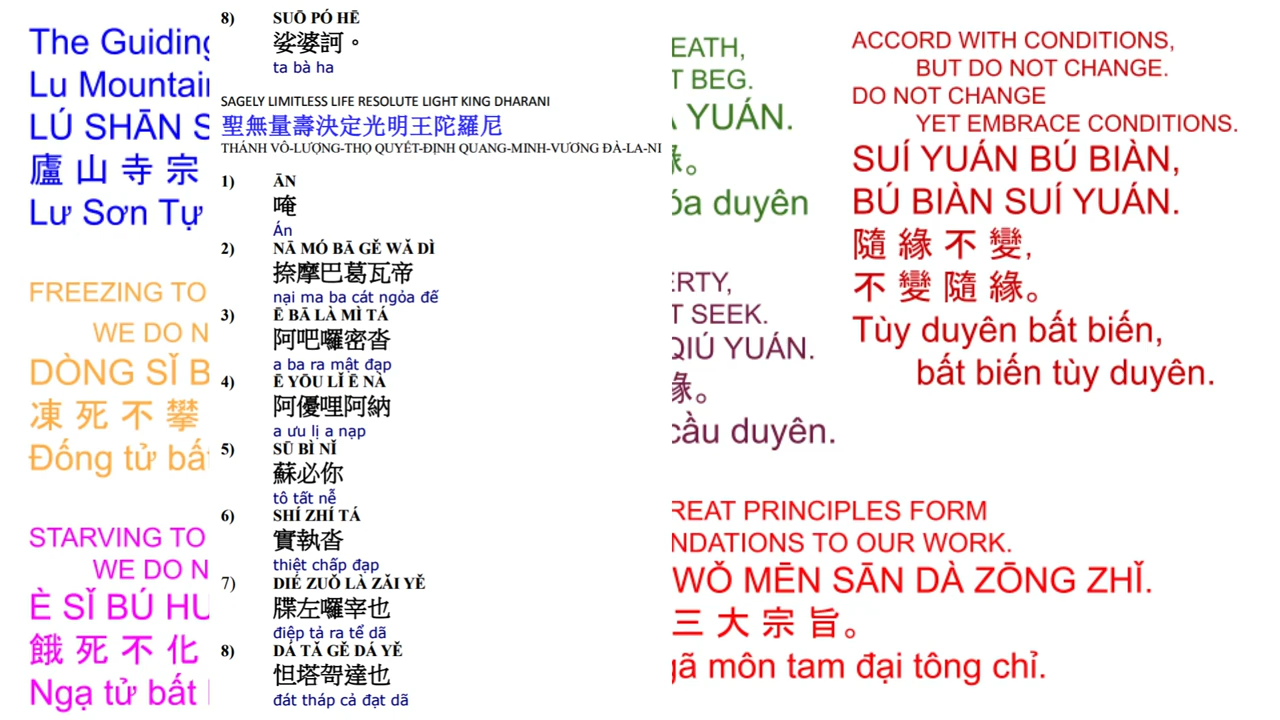 The Guiding
Lu Mountain
LÚ SHĀN S
廬 山 寺 宗
Lư Sơn Tự
FREEZING TO
WE DO N
DÒNG SǏ B
凍 死 不 攀
Đống tử bất
STARVING TO
WE DO N
È SǏ BÚ HU
餓 死 不 化
Ngạ tử bất
8) SUŌ PÓ HĒ
娑婆訶。
ta bà ha
SAGELY LIMITLESS LIFE RESOLUTE LIGHT KING DHARANI
聖無量壽決定光明王陀羅尼
THÁNH VÔ-LƯỢNG-THỌ QUYẾT-ĐỊNH QUANG-MINH-VƯƠNG ĐÀ-LA-NI
1) ĀN
唵
Án
2) NĀ MÓ BĀ GĚ WǍ DÌ
捺摩巴葛瓦帝
nại ma ba cát ngỏa đế
3) Ē BĀ LÀ MÌ TÁ
阿吧囉密沓
a ba ra mật đạp
4) Ē YŌU LǏ Ē NÀ
阿優哩阿納
a ưu lị a nạp
5) SŪ BÌ NǏ
蘇必你
tô tất nễ
6) SHÍ ZHÍ TÁ
實執沓
thiệt chấp đạp
7) DIÉ ZUǑ LÀ ZǍI YĚ
牒左囉宰也
điệp tả ra tể dã
8) DÁ TǍ GĚ DÁ YĚ
怛塔哿達也
đát tháp cả đạt dã
EATH,
T BEG.
YUÁN.
緣。
óa duyên
ERTY,
T SEEK.
QIÚ YUÁN.
緣。
cầu duyên.
ACCORD WITH CONDITIONS,
BUT DO NOT CHANGE.
DO NOT CHANGE
YET EMBRACE CONDITIONS.
SUÍ YUÁN BÚ BIÀN,
BÚ BIÀN SUÍ YUÁN.
隨 緣 不 變,
不 變 隨 緣。
Tùy duyên bất biến,
bất biến tùy duyên.
REAT PRINCIPLES FORM
NDATIONS TO OUR WORK.
WǑ MĒN SĀN DÀ ZŌNG ZHǏ.
三 大 宗 旨。
gã môn tam đại tông chỉ.